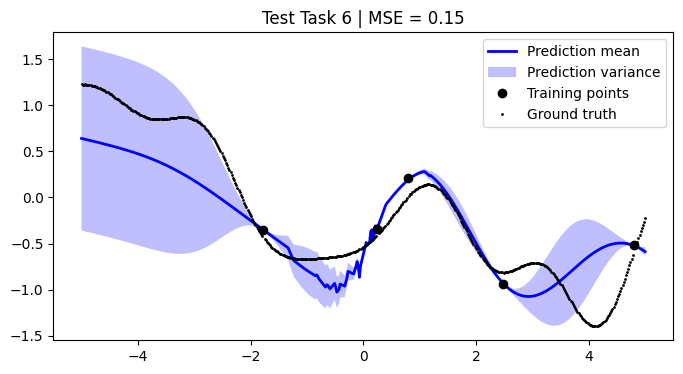 Test Task 6 | MSE = 0.15
Prediction mean
Prediction variance
Training points
Ground truth
1.5
1.0
0.5
0.0
−0.5
−1.0
−1.5
−4
−2
0
2
4